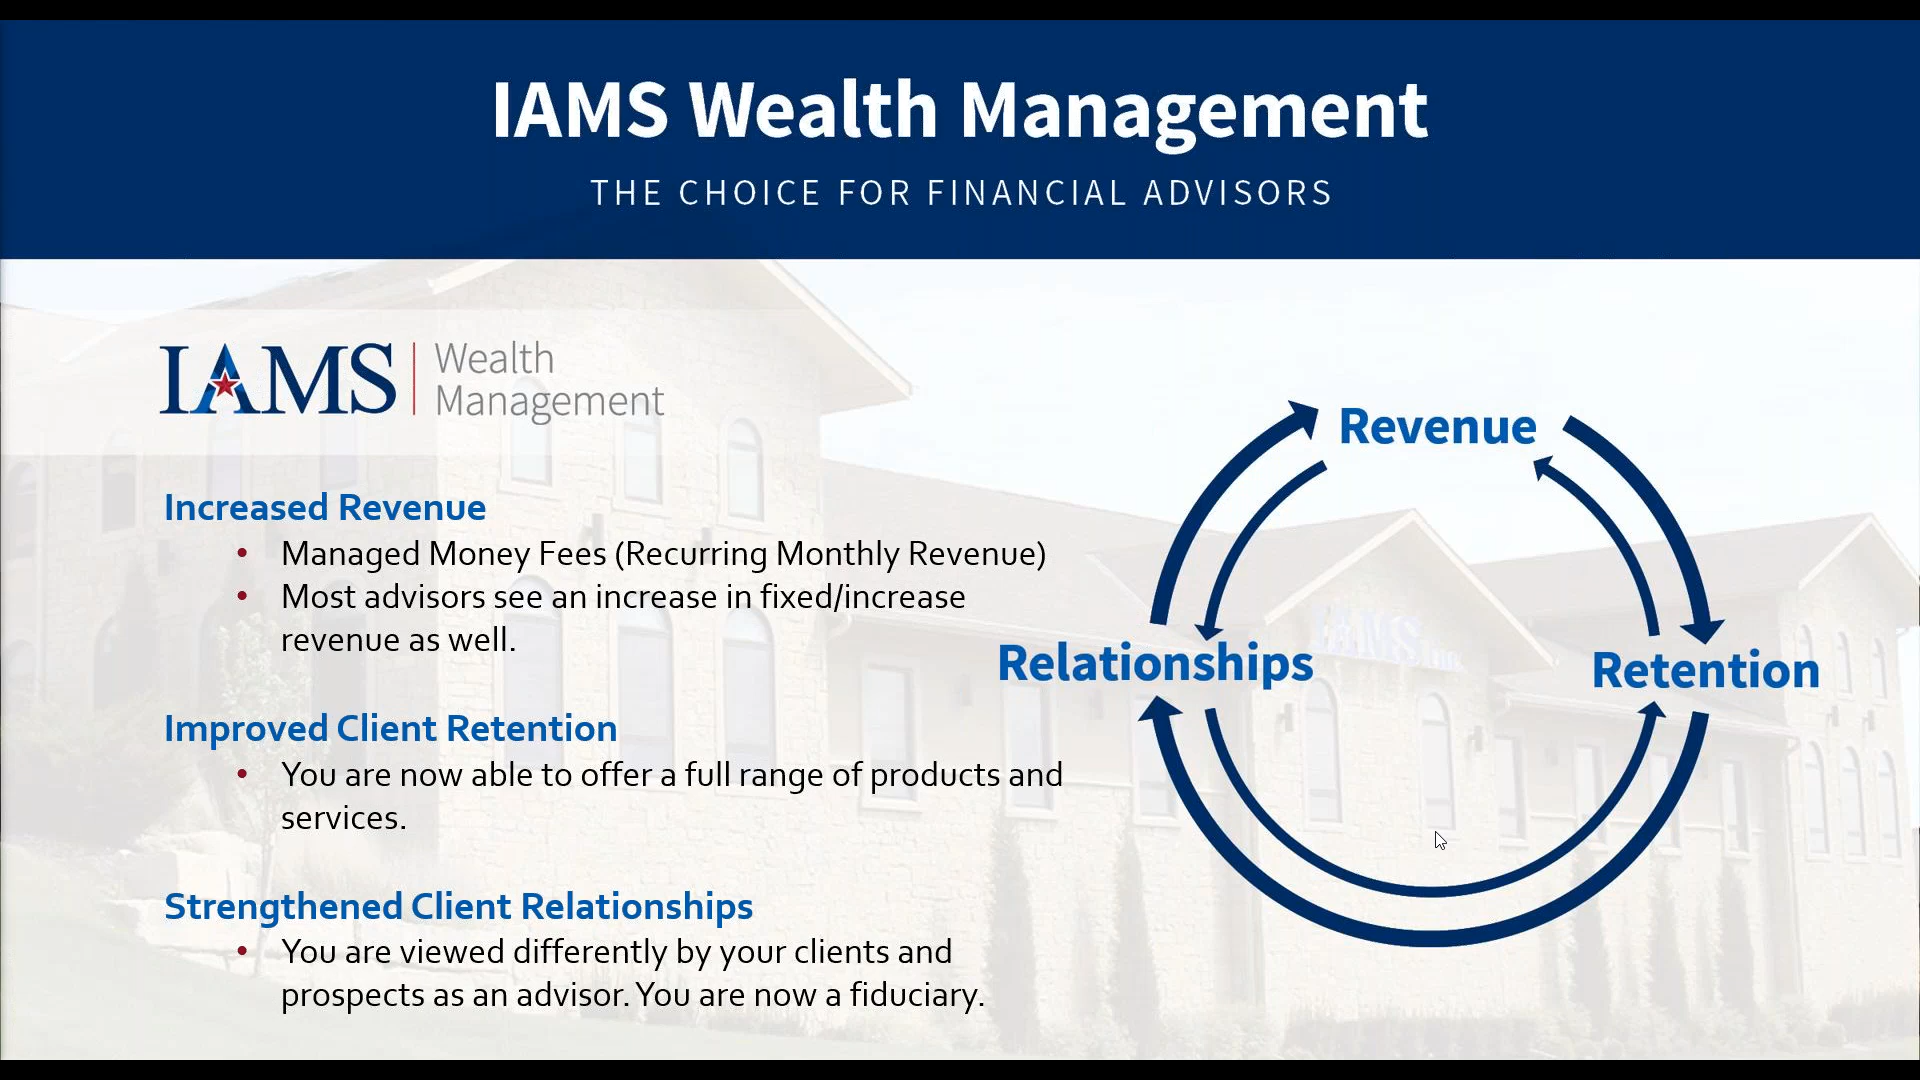 IAMS Wealth Management
THE CHOICE FOR FINANCIAL ADVISORS
IAMS
Wealth
Management
Increased Revenue
• Managed Money Fees (Recurring Monthly Revenue)
• Most advisors see an increase in fixed/increase
revenue as well.
Improved Client Retention
• You are now able to offer a full range of products and
services.
Strengthened Client Relationships
• You are viewed differently by your clients and
prospects as an advisor. You are now a fiduciary.
Revenue
Relationships
Retention
IAMS Inc.